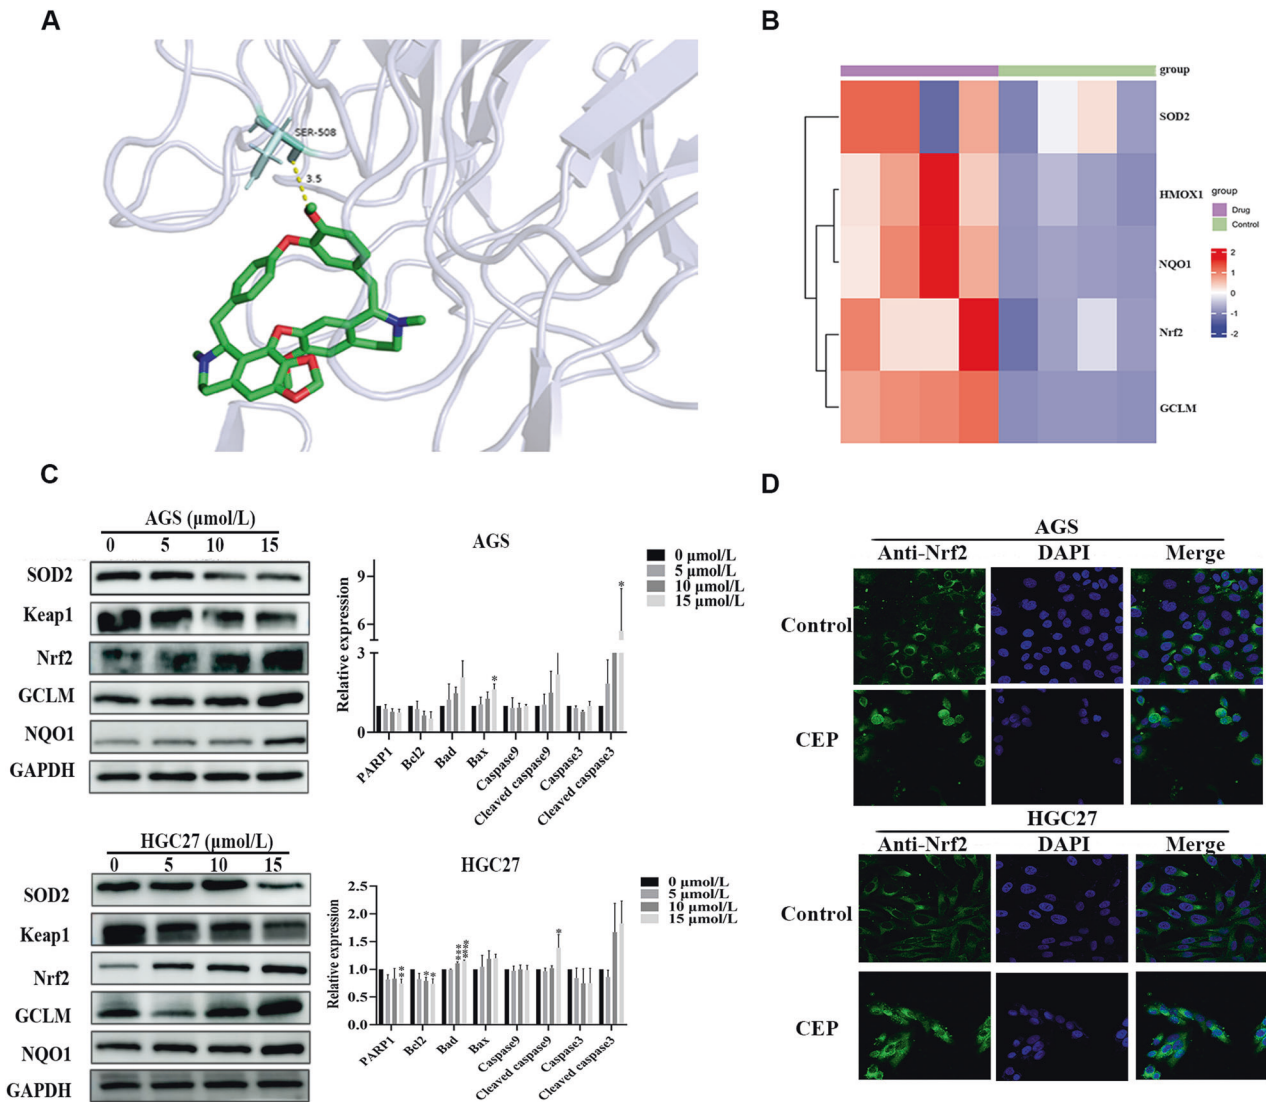 A
SER-508
3.5
B
group
SOD2
HMOX1
NQO1
Nrf2
GCLM
group
Drug
Control
2
1
0
-1
-2
C
AGS (μmol/L)
0 5 10 15
SOD2
Keap1
Nrf2
GCLM
NQO1
GAPDH
AGS
Relative expression
9
6
3
0
*
*
PARP1
Bcl2
Bad
Bax
Caspase9
Cleaved caspase9
Caspase3
Cleaved caspase3
0 μmol/L
5 μmol/L
10 μmol/L
15 μmol/L
HGC27 (μmol/L)
0 5 10 15
SOD2
Keap1
Nrf2
GCLM
NQO1
GAPDH
HGC27
Relative expression
2.5
2.0
1.5
1.0
0.5
0.0
**
*
*
***
****
*
PARP1
Bcl2
Bad
Bax
Caspase9
Cleaved caspase9
Caspase3
Cleaved caspase3
0 μmol/L
5 μmol/L
10 μmol/L
15 μmol/L
D
AGS
Anti-Nrf2 DAPI Merge
Control
CEP
HGC27
Anti-Nrf2 DAPI Merge
Control
CEP